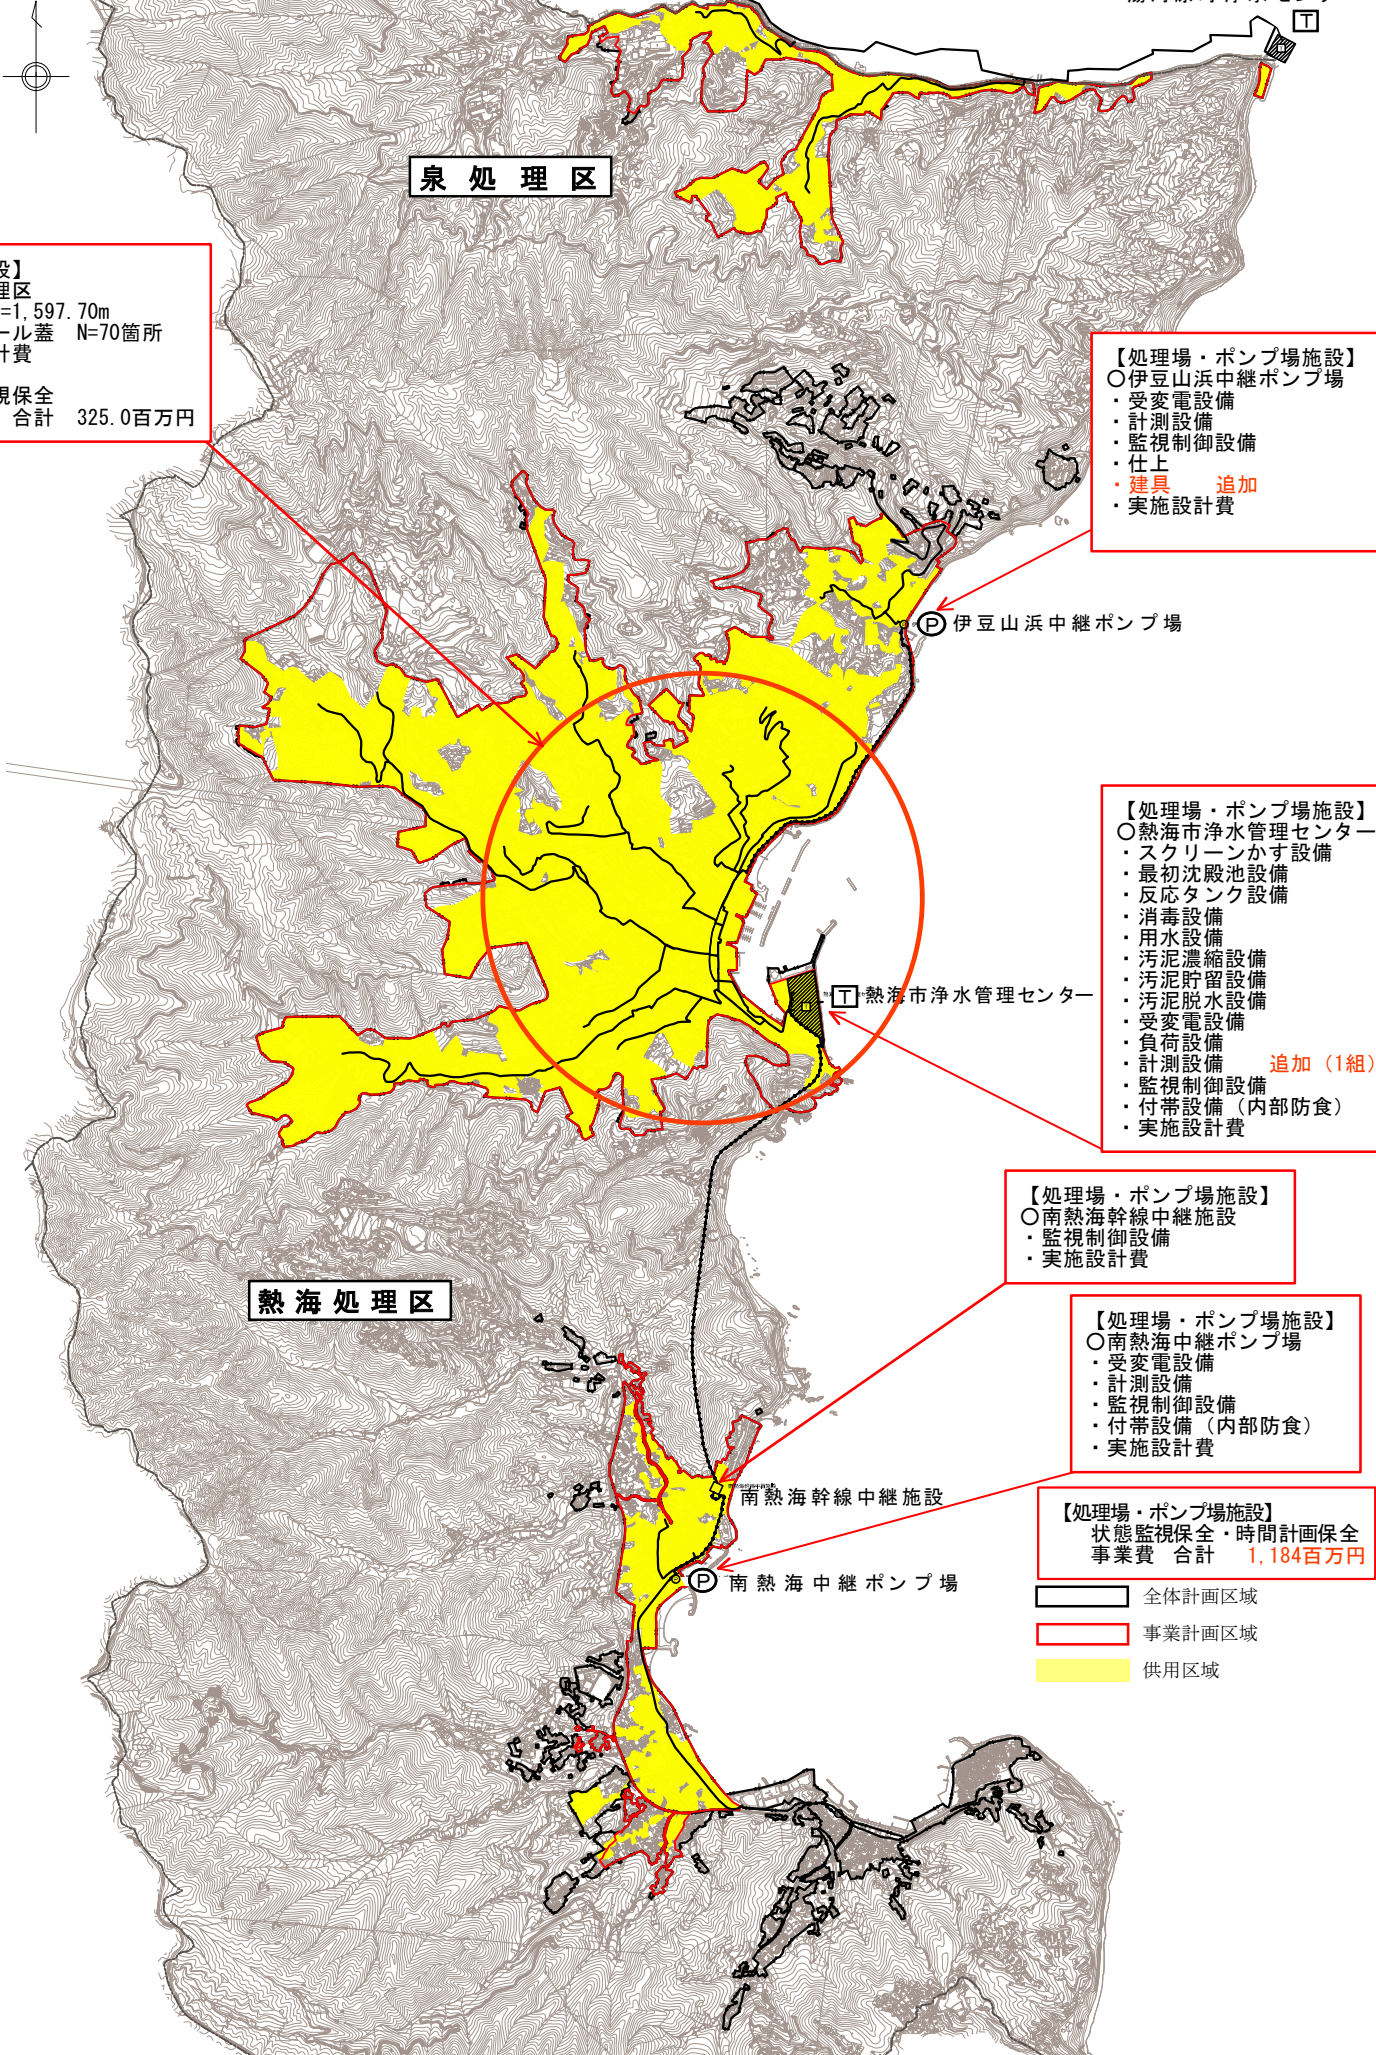 T
泉処理区
設】
理区
=1,597.70m
ール蓋 N=70箇所
計費
視保全
合計 325.0百万円
【処理場・ポンプ場施設】
〇伊豆山浜中継ポンプ場
・受変電設備
・計測設備
・監視制御設備
・仕上
・建具 追加
・実施設計費
P 伊豆山浜中継ポンプ場
【処理場・ポンプ場施設】
〇熱海市浄水管理センター
・スクリーンかす設備
・最初沈殿池設備
・反応タンク設備
・消毒設備
・用水設備
・汚泥濃縮設備
・汚泥貯留設備
・汚泥脱水設備
・受変電設備
・負荷設備
・計測設備 追加（1組）
・監視制御設備
・付帯設備（内部防食）
・実施設計費
T 熱海市浄水管理センター
【処理場・ポンプ場施設】
〇南熱海幹線中継施設
・監視制御設備
・実施設計費
熱海処理区
【処理場・ポンプ場施設】
〇南熱海中継ポンプ場
・受変電設備
・計測設備
・監視制御設備
・付帯設備（内部防食）
・実施設計費
南熱海幹線中継施設
【処理場・ポンプ場施設】
状態監視保全・時間計画保全
事業費 合計 1,184百万円
P 南熱海中継ポンプ場
全体計画区域
事業計画区域
供用区域